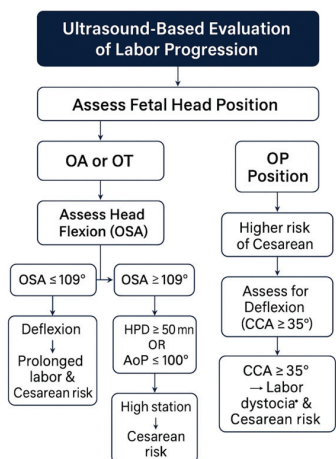 Ultrasound-Based Evaluation
of Labor Progression
Assess Fetal Head Position
OA or OT
Assess Head
Flexion (OSA)
OSA ≤ 109°
OSA ≥ 109°
Deflexion
↓
Prolonged
labor &
Cesarean risk
HPD ≥ 50 mn
OR
AoP ≤ 100°
High station
↓
Cesarean
risk
OP
Position
Higher risk
of Cesarean
Assess for
Deflexion
(CCA ≥ 35°)
CCA ≥ 35°
→ Labor
dystocia* &
Cesarean risk